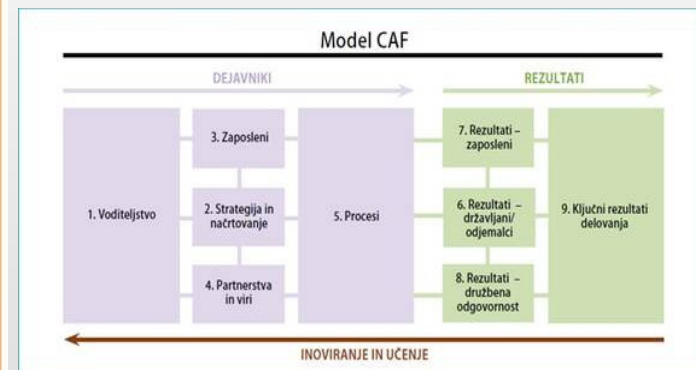 Model CAF
DEJAVNIKI
REZULTATI
1. Voditeljstvo
3. Zaposleni
2. Strategija in
načrtovanje
4. Partnerstva
in viri
5. Procesi
7. Rezultati –
zaposleni
6. Rezultati –
državljani/
odjemalci
8. Rezultati –
družbena
odgovornost
9. Ključni rezultati
delovanja
INOVIRANJE IN UČENJE